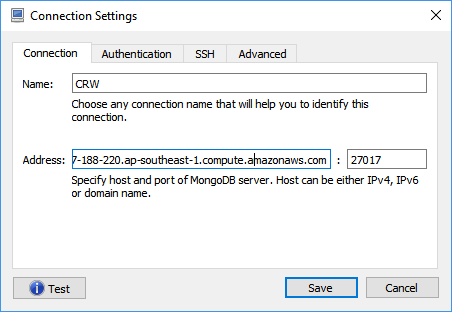 Connection Settings
Connection Authentication SSH Advanced
Name: CRW
Choose any connection name that will help you to identify this
connection.
Address: 7-188-220.ap-southeast-1.compute.amazonaws.com : 27017
Specify host and port of MongoDB server. Host can be either IPv4, IPv6
or domain name.
Test Save Cancel